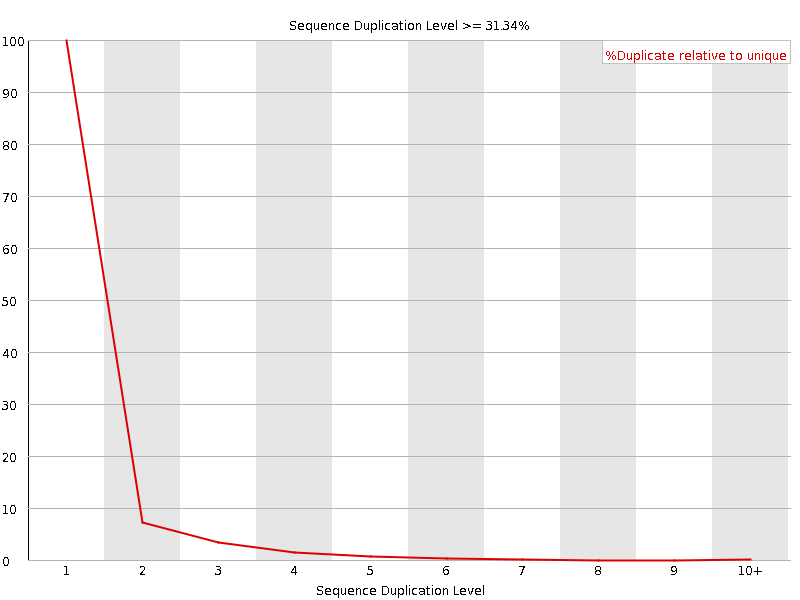 Sequence Duplication Level >= 31.34%
%Duplicate relative to unique
100
90
80
70
60
50
40
30
20
10
0
1 2 3 4 5 6 7 8 9 10+
Sequence Duplication Level